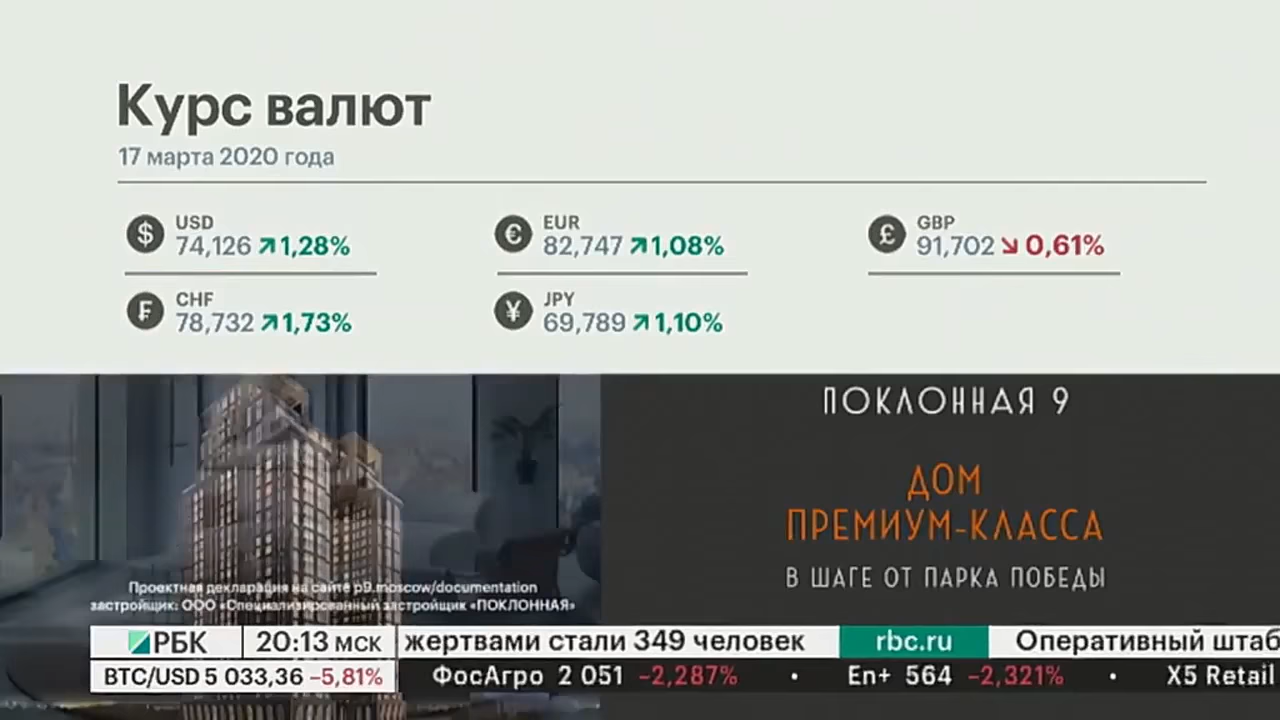 Курс валют
17 марта 2020 года
$ USD
74,126 ↗1,28%
€ EUR
82,747 ↗1,08%
£ GBP
91,702 ↘ 0,61%
₣ CHF
78,732 ↗1,73%
¥ JPY
69,789 ↗1,10%
ПОКЛОННАЯ 9
ДОМ
ПРЕМИУМ-КЛАССА
В ШАГЕ ОТ ПАРКА ПОБЕДЫ
Проектная декларация на сайте p9.moscow/documentation
застройщик: ООО «Специализированный застройщик «ПОКЛОННАЯ»
РБК 20:13 МСК жертвами стали 349 человек rbc.ru Оперативный штаб
BTC/USD 5 033,36 –5,81% ФосАгро 2 051 –2,287% • En+ 564 –2,321% • X5 Retail